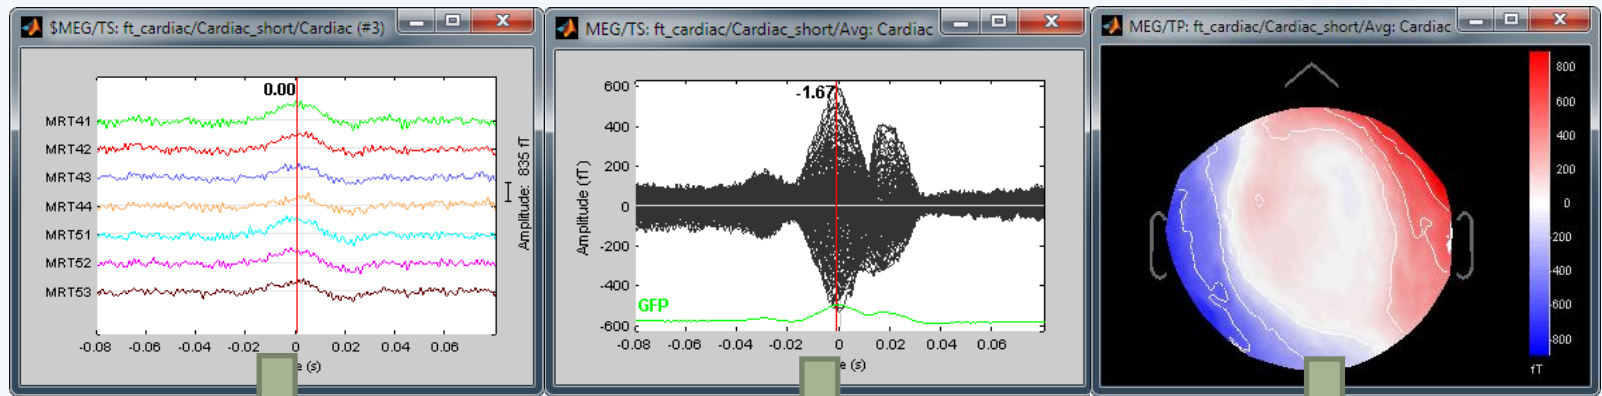 $MEG/TS: ft_cardiac/Cardiac_short/Cardiac (#3)
0.00
MRT41
MRT42
MRT43
MRT44
MRT51
MRT52
MRT53
Amplitude: 835 fT
-0.08 -0.06 -0.04 -0.02 0 0.02 0.04 0.06
e (s)
MEG/TS: ft_cardiac/Cardiac_short/Avg: Cardiac
-1.67
600
400
200
0
-200
-400
-600
Amplitude (fT)
GFP
-0.08 -0.06 -0.04 -0.02 0 0.02 0.04 0.06
e (s)
MEG/TP: ft_cardiac/Cardiac_short/Avg: Cardiac
800
600
400
200
0
-200
-400
-600
-800
fT